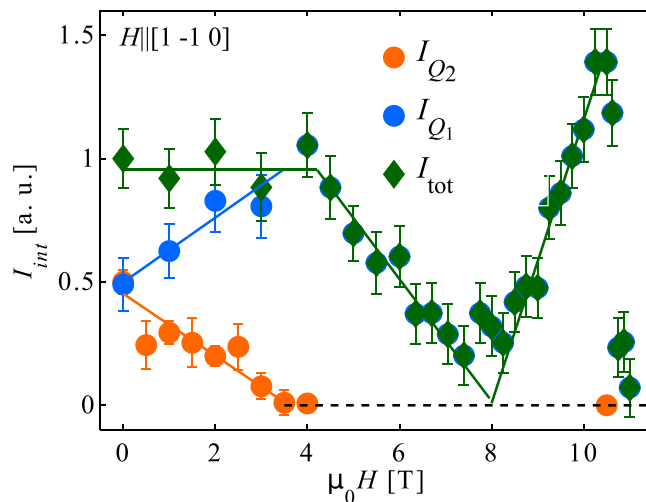 1.5
H||[1 -1 0]
I_{Q_2}
I_{Q_1}
I_{tot}
1
0.5
0
I_{int} [a. u.]
0 2 4 6 8 10
μ_0 H [T]